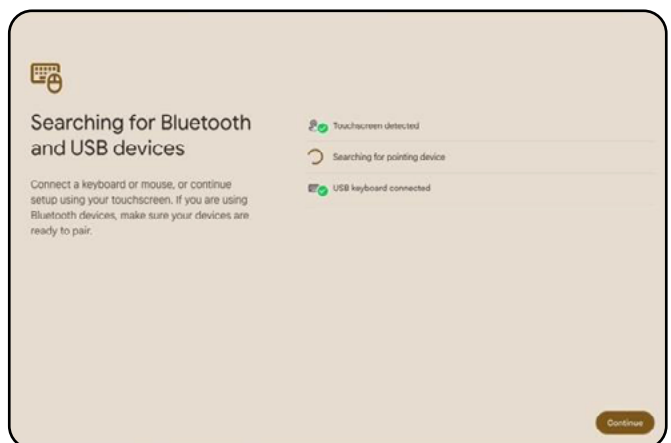 Searching for Bluetooth
and USB devices
Connect a keyboard or mouse, or continue
setup using your touchscreen. If you are using
Bluetooth devices, make sure your devices are
ready to pair.
Touchscreen detected
Searching for pointing device
USB keyboard connected
Continue